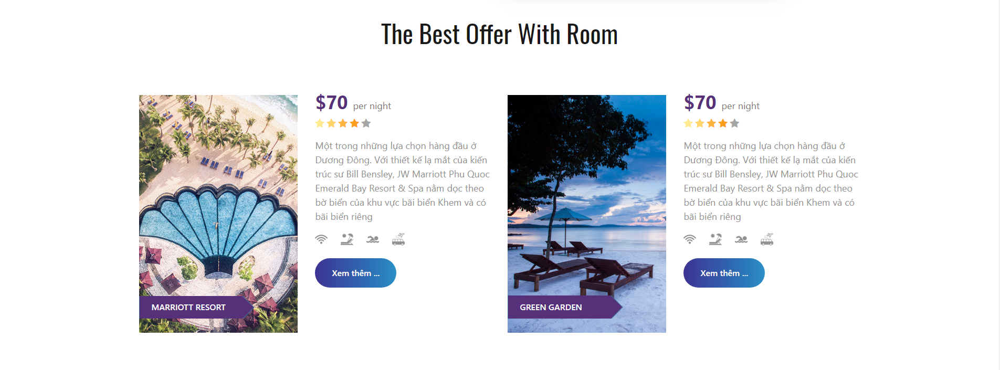 The Best Offer With Room
MARRIOTT RESORT
$70 per night
Một trong những lựa chọn hàng đầu ở
Dương Đông. Với thiết kế lạ mắt của kiến
trúc sư Bill Bensley, JW Marriott Phu Quoc
Emerald Bay Resort & Spa nằm dọc theo
bờ biển của khu vực bãi biển Khem và có
bãi biển riêng
Xem thêm ...
GREEN GARDEN
$70 per night
Một trong những lựa chọn hàng đầu ở
Dương Đông. Với thiết kế lạ mắt của kiến
trúc sư Bill Bensley, JW Marriott Phu Quoc
Emerald Bay Resort & Spa nằm dọc theo
bờ biển của khu vực bãi biển Khem và có
bãi biển riêng
Xem thêm ...